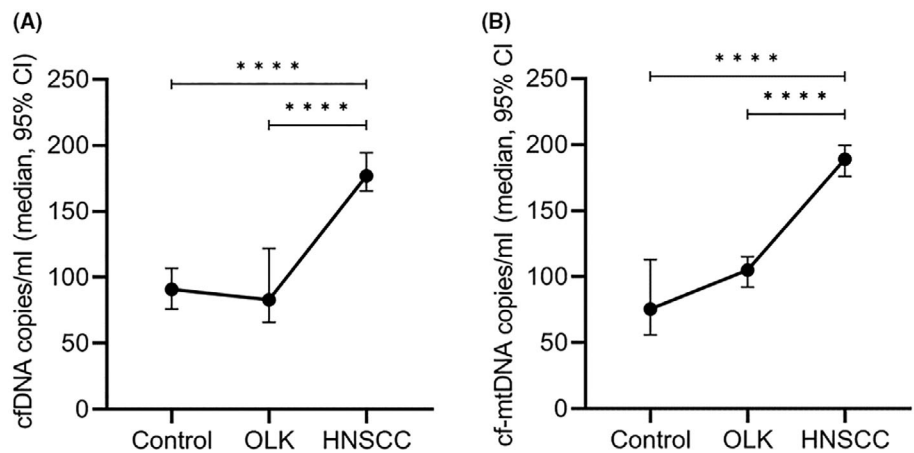 (A)
cfDNA copies/ml (median, 95% CI)
250
200
150
100
50
0
* * * *
* * * *
Control OLK HNSCC
(B)
cf-mtDNA copies/ml (median, 95% CI)
250
200
150
100
50
0
* * * *
* * * *
Control OLK HNSCC